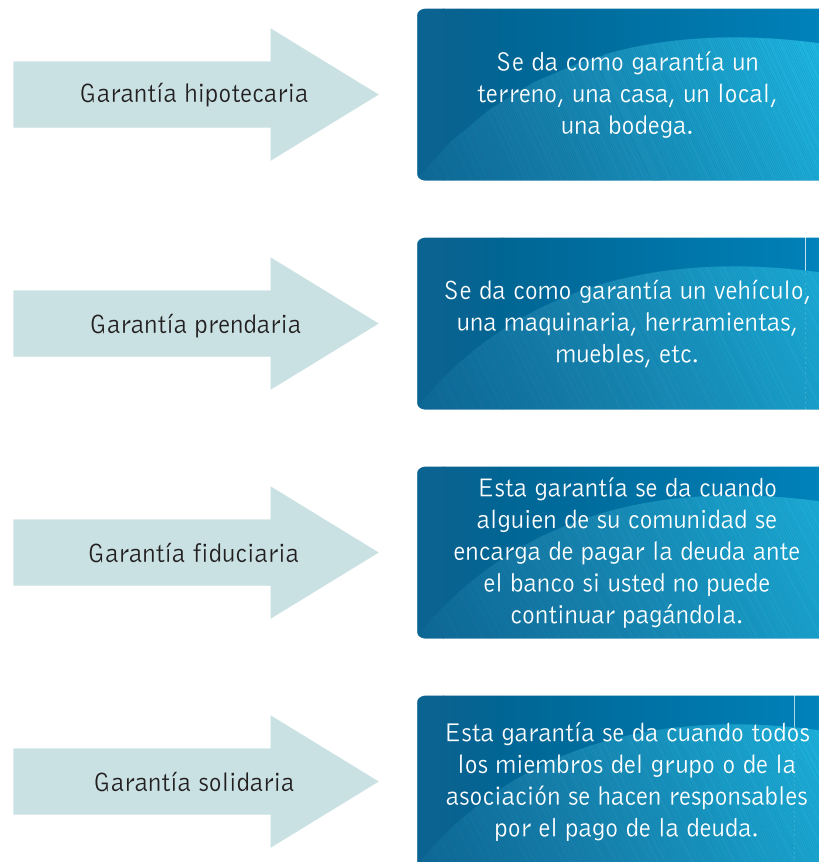 Garantía hipotecaria
Se da como garantía un
terreno, una casa, un local,
una bodega.
Garantía prendaria
Se da como garantía un vehículo,
una maquinaria, herramientas,
muebles, etc.
Garantía fiduciaria
Esta garantía se da cuando
alguien de su comunidad se
encarga de pagar la deuda ante
el banco si usted no puede
continuar pagándola.
Garantía solidaria
Esta garantía se da cuando todos
los miembros del grupo o de la
asociación se hacen responsables
por el pago de la deuda.